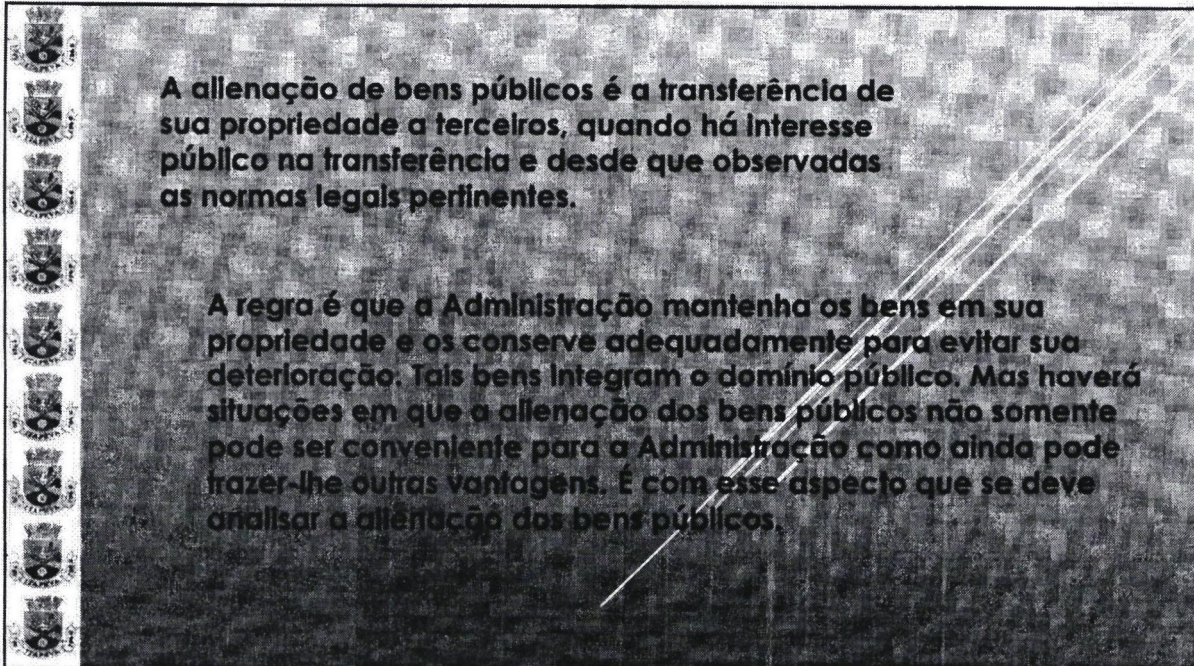 A alienação de bens públicos é a transferência de
sua propriedade a terceiros, quando há interesse
público na transferência e desde que observadas
as normas legais pertinentes.
A regra é que a Administração mantenha os bens em sua
propriedade e os conserve adequadamente para evitar sua
deterioração. Tais bens integram o domínio público. Mas haverá
situações em que a alienação dos bens públicos não somente
pode ser conveniente para a Administração como ainda pode
trazer-lhe outras vantagens. É com esse aspecto que se deve
analisar a alienação dos bens públicos.